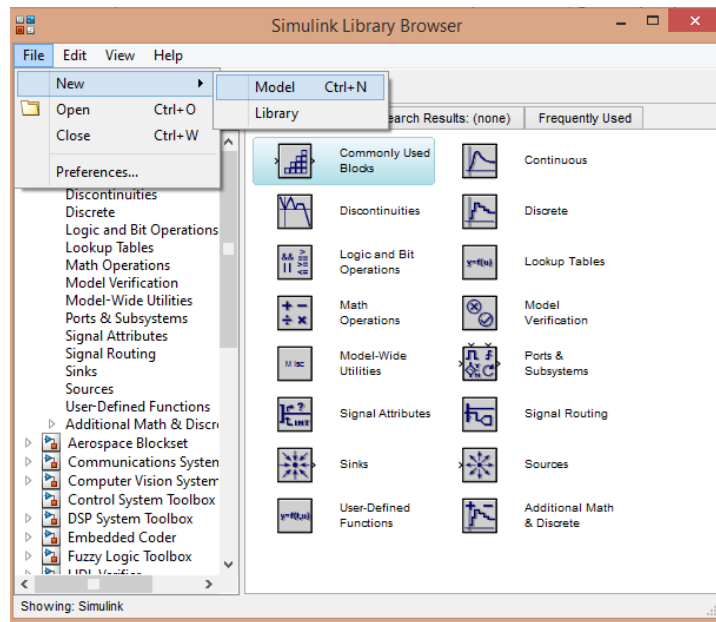 Simulink Library Browser
File Edit View Help
New
Open Ctrl+O
Close Ctrl+W
Preferences...
Model Ctrl+N
Library
Search Results: (none)
Frequently Used
Discontinuities
Discrete
Logic and Bit Operations
Lookup Tables
Math Operations
Model Verification
Model-Wide Utilities
Ports & Subsystems
Signal Attributes
Signal Routing
Sinks
Sources
User-Defined Functions
Additional Math & Discre
Aerospace Blockset
Communications System
Computer Vision System
Control System Toolbox
DSP System Toolbox
Embedded Coder
Fuzzy Logic Toolbox
Commonly Used
Blocks
Continuous
Discontinuities
Discrete
Logic and Bit
Operations
y=f(u)
Lookup Tables
Math
Operations
Model
Verification
Misc
Model-Wide
Utilities
Ports &
Subsystems
Signal Attributes
Signal Routing
Sinks
Sources
y=f(t,u)
User-Defined
Functions
Additional Math
& Discrete
Showing: Simulink